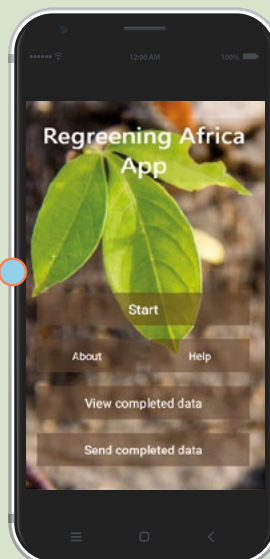 12:00 AM 100%
Regreening Africa
App
Start
About Help
View completed data
Send completed data